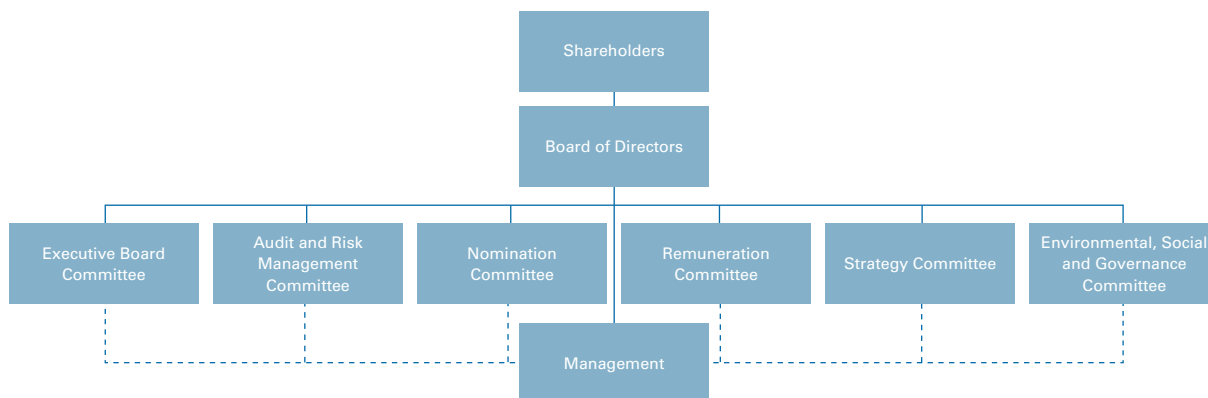 Shareholders
Board of Directors
Executive Board
Committee
Audit and Risk
Management
Committee
Nomination
Committee
Remuneration
Committee
Strategy Committee
Environmental, Social
and Governance
Committee
Management